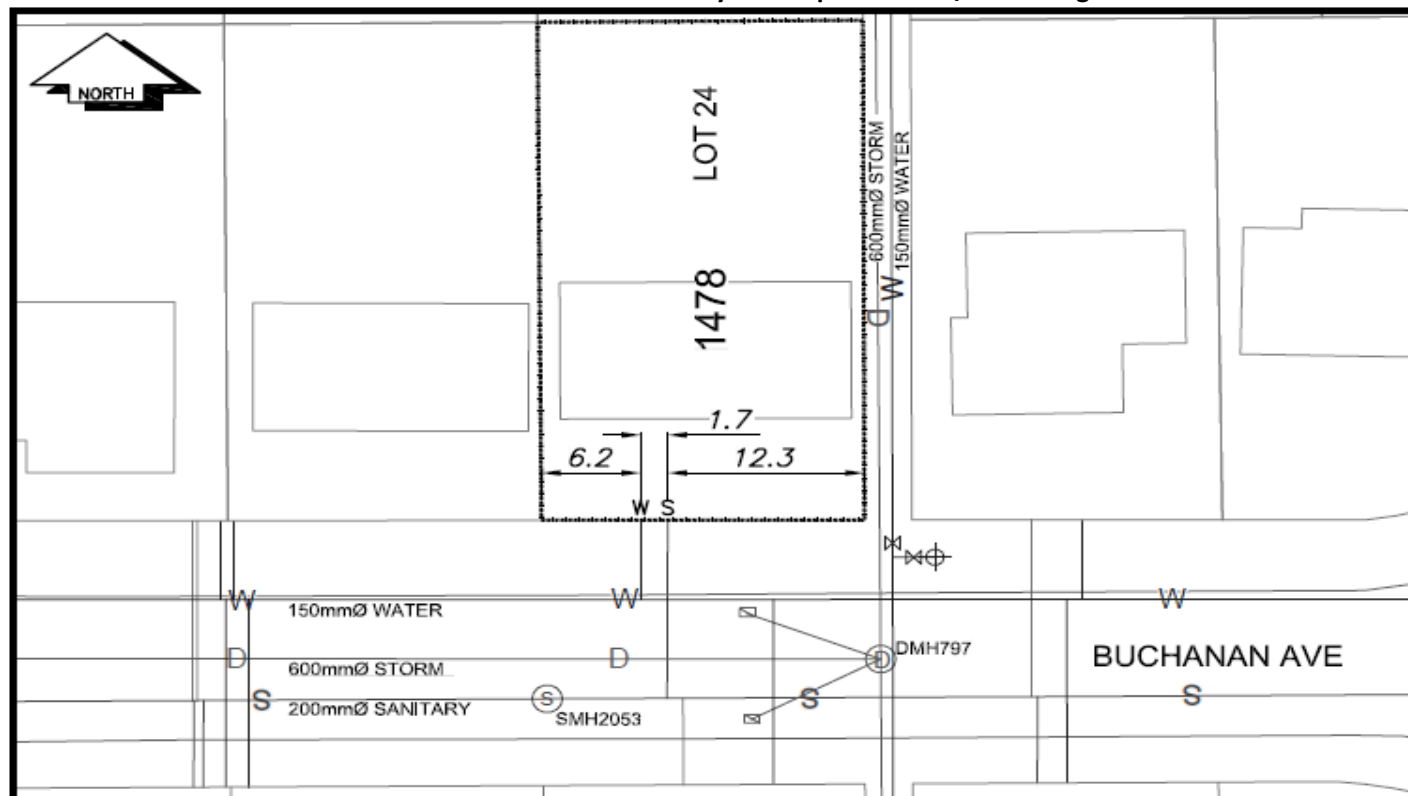 NORTH
LOT 24
1478
600mmØ STORM
150mmØ WATER
W
D
1.7
6.2
12.3
W S
W
150mmØ WATER
W
W
D
600mmØ STORM
D
D
DMH797
BUCHANAN AVE
S
200mmØ SANITARY
S
SMH2053
S
S